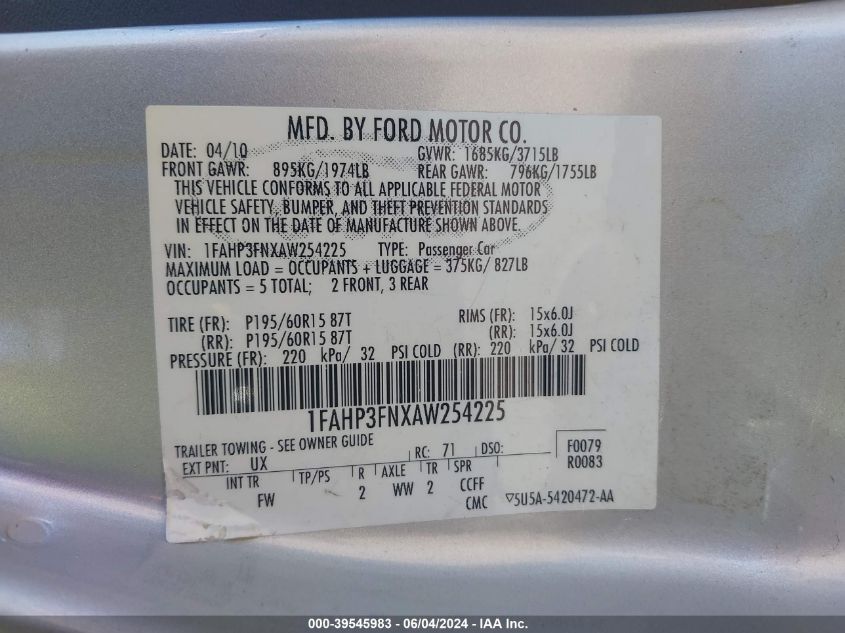 MFD. BY FORD MOTOR CO.
DATE: 04/10 GVWR: 1685KG/3715LB
FRONT GAWR: 895KG/1974LB REAR GAWR: 796KG/1755LB
THIS VEHICLE CONFORMS TO ALL APPLICABLE FEDERAL MOTOR
VEHICLE SAFETY, BUMPER, AND THEFT PREVENTION STANDARDS
IN EFFECT ON THE DATE OF MANUFACTURE SHOWN ABOVE.
VIN: 1FAHP3FNXAW254225 TYPE: Passenger Car
MAXIMUM LOAD = OCCUPANTS + LUGGAGE = 375KG/ 827LB
OCCUPANTS = 5 TOTAL; 2 FRONT, 3 REAR
TIRE (FR): P195/60R15 87T RIMS (FR): 15x6.0J
(RR): P195/60R15 87T (RR): 15x6.0J
PRESSURE (FR): 220 kPa/ 32 PSI COLD (RR): 220 kPa/ 32 PSI COLD
1FAHP3FNXAW254225
TRAILER TOWING - SEE OWNER GUIDE
EXT PNT: UX RC: 71 DSO: F0079
R0083
INT TR TP/PS R AXLE TR SPR
FW 2 WW 2 CCFF
CMC ▽5U5A-5420472-AA
000-39545983 - 06/04/2024 - IAA Inc.